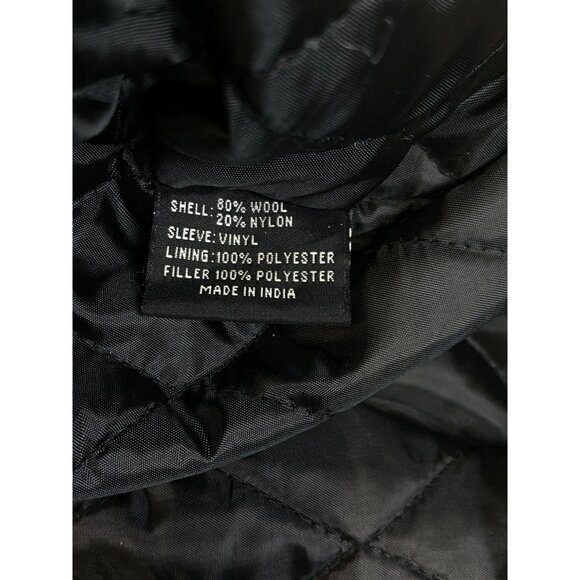 SHELL: 80% WOOL
20% NYLON
SLEEVE: VINYL
LINING: 100% POLYESTER
FILLER 100% POLYESTER
MADE IN INDIA